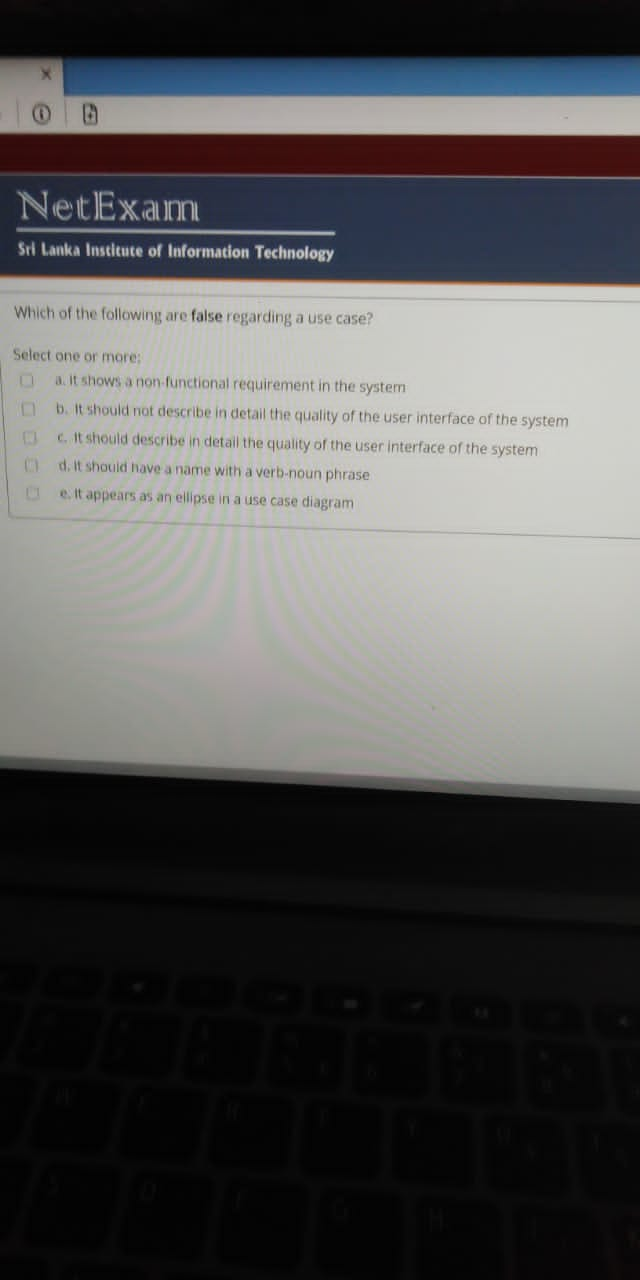 NetExam
Sri Lanka Institute of Information Technology
Which of the following are false regarding a use case?
Select one or more:
a. It shows a non-functional requirement in the system
b. It should not describe in detail the quality of the user interface of the system
c. It should describe in detail the quality of the user interface of the system
d. It should have a name with a verb-noun phrase
e. It appears as an ellipse in a use case diagram